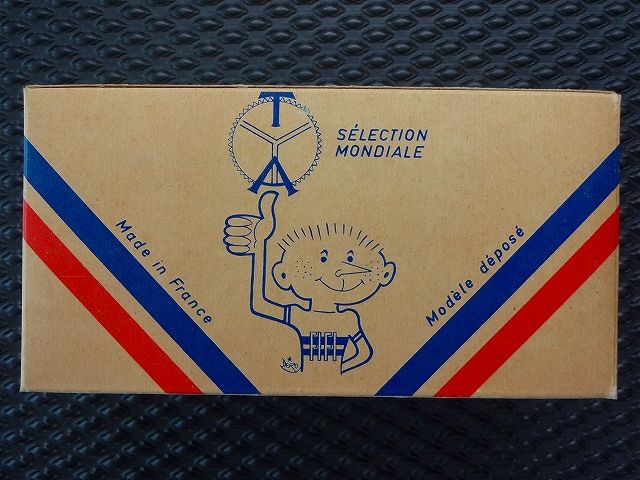 TA
SÉLECTION
MONDIALE
Made in France
Modèle déposé